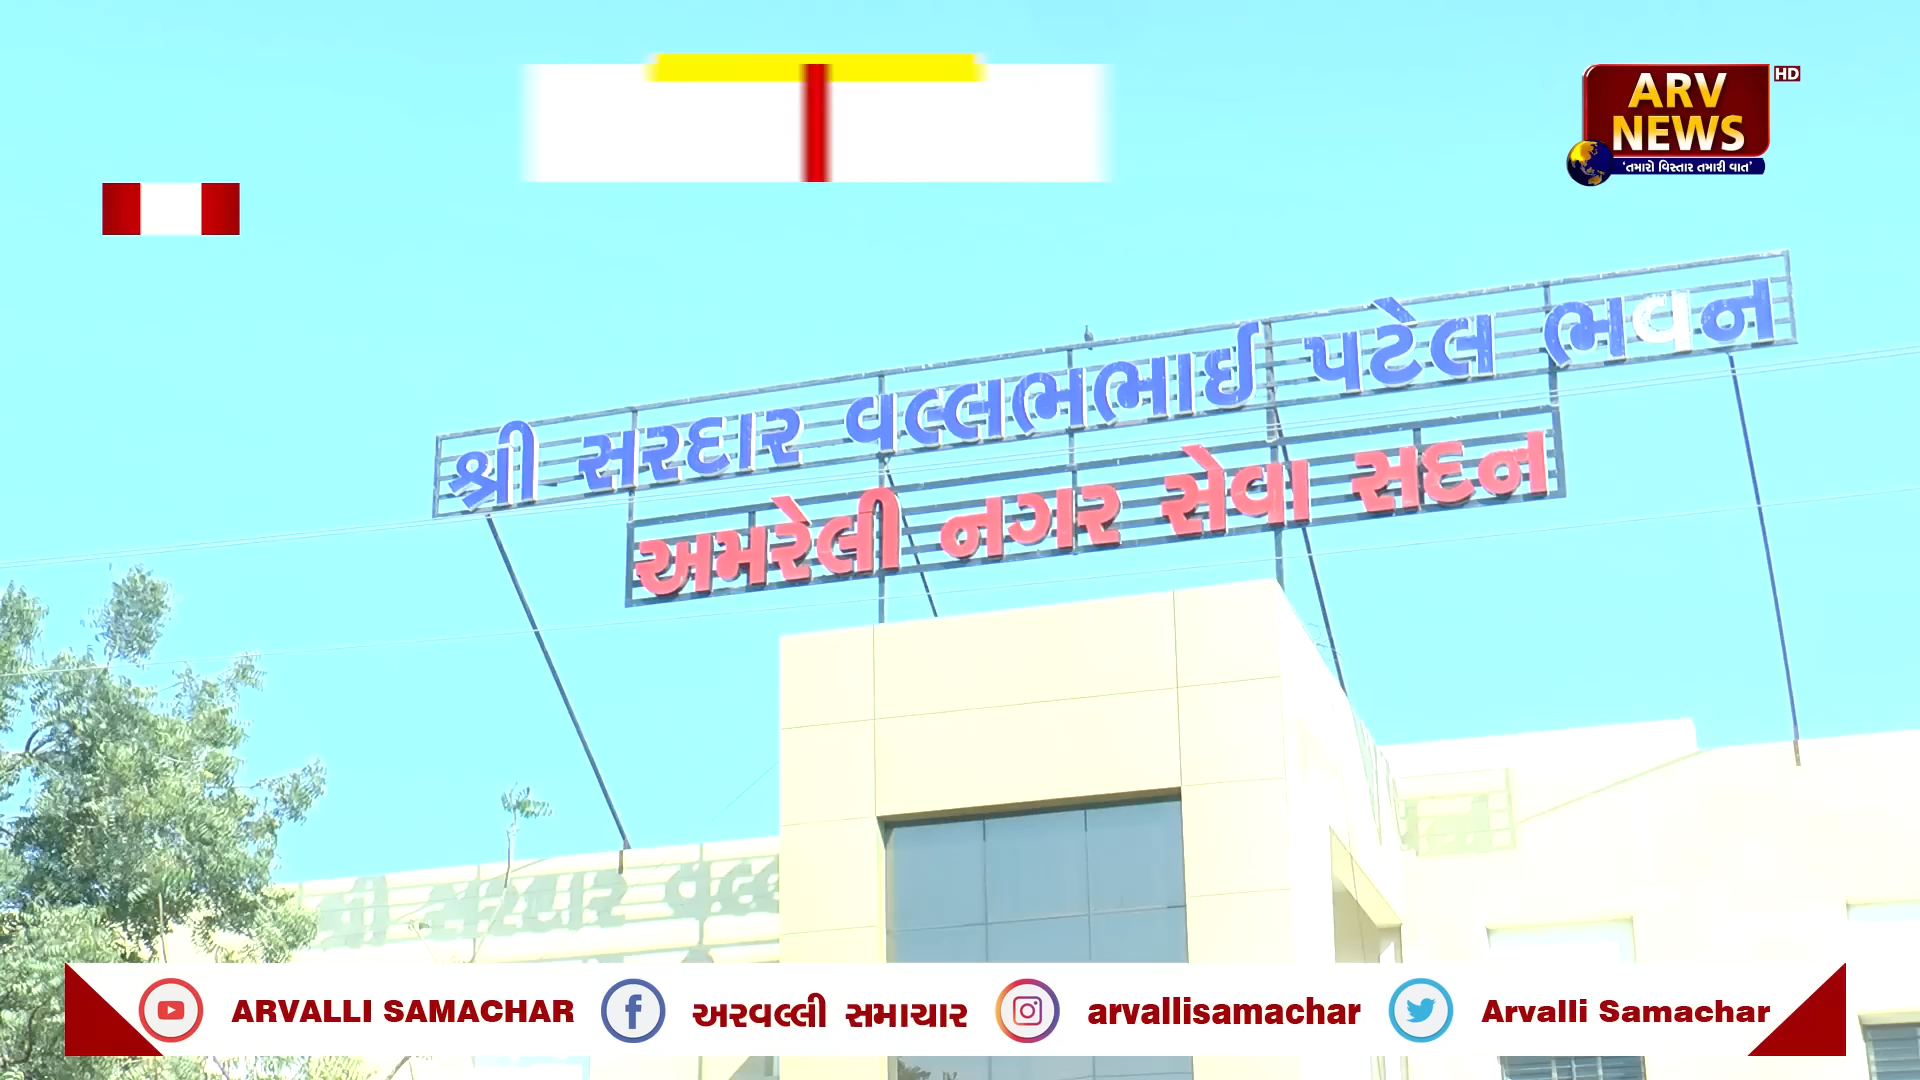 ARV
NEWS
HD
'તમારો વિસ્તાર તમારી વાત'
શ્રી સરદાર વલ્લભભાઈ પટેલ ભવન
અમરેલી નગર સેવા સદન
ARVALLI SAMACHAR
અરવલ્લી સમાચાર
arvallisamachar
Arvalli Samachar